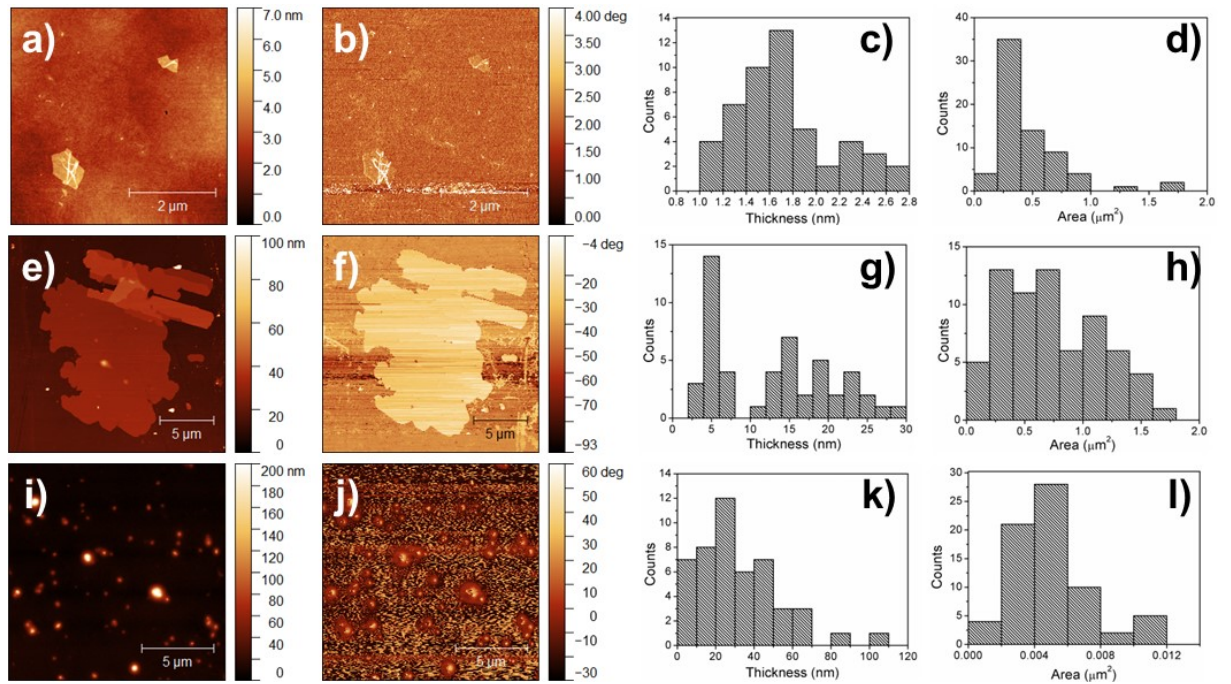 a)
7.0 nm
6.0
5.0
4.0
3.0
2.0
1.0
0.0
2 µm
b)
4.00 deg
3.50
3.00
2.50
2.00
1.50
1.00
0.00
2 µm
c)
Counts
14
12
10
8
6
4
2
0
0.8 1.0 1.2 1.4 1.6 1.8 2.0 2.2 2.4 2.6 2.8
Thickness (nm)
d)
Counts
40
30
20
10
0
0.0 0.5 1.0 1.5 2.0
Area (µm²)
e)
100 nm
80
60
40
20
0
5 µm
f)
−4 deg
−20
−30
−40
−50
−60
−70
−93
5 µm
g)
Counts
15
10
5
0
0 5 10 15 20 25 30
Thickness (nm)
h)
Counts
15
10
5
0
0.0 0.5 1.0 1.5 2.0
Area (µm²)
i)
200 nm
160
140
120
100
80
60
40
20
0
5 µm
j)
60 deg
50
40
30
20
10
0
−10
−30
5 µm
k)
Counts
14
12
10
8
6
4
2
0
0 20 40 60 80 100 120
Thickness (nm)
l)
Counts
30
25
20
15
10
5
0
0.000 0.004 0.008 0.012
Area (µm²)